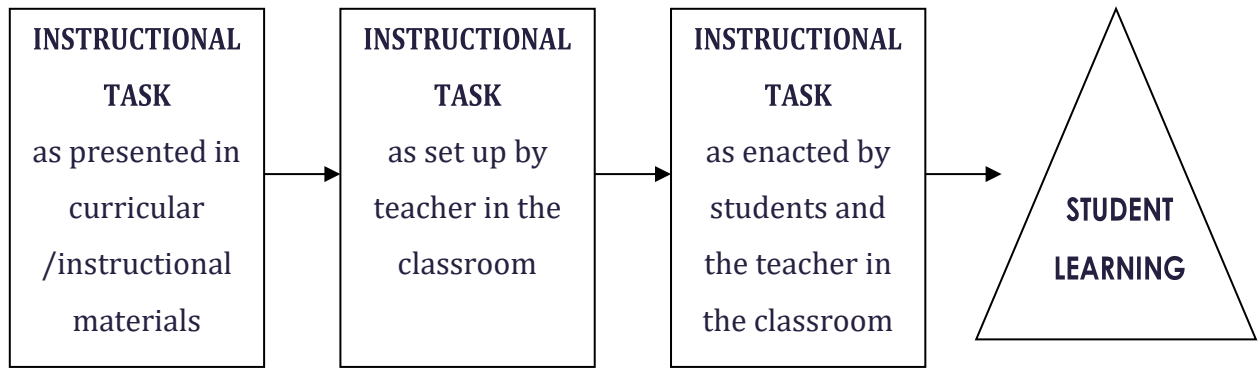 INSTRUCTIONAL
TASK
as presented in
curricular
/instructional
materials
INSTRUCTIONAL
TASK
as set up by
teacher in the
classroom
INSTRUCTIONAL
TASK
as enacted by
students and
the teacher in
the classroom
STUDENT
LEARNING